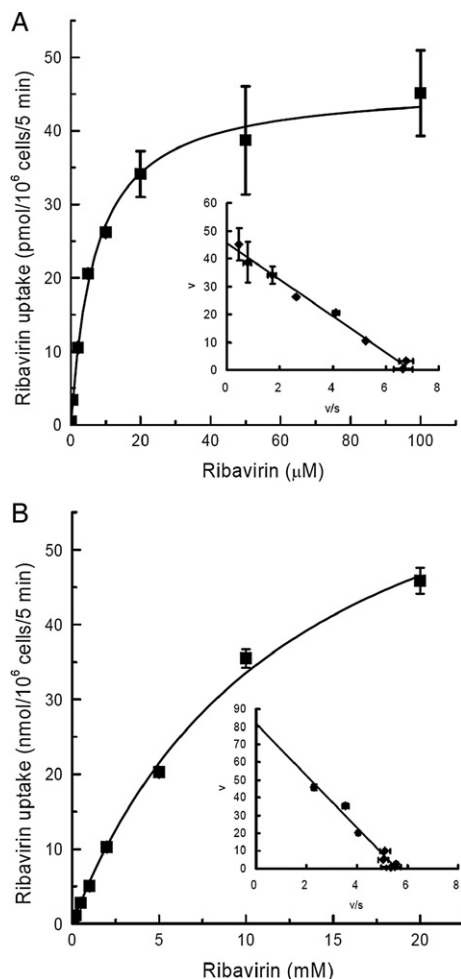 A
Ribavirin uptake (pmol/10⁶ cells/5 min)
50
40
30
20
10
0
0 20 40 60 80 100
Ribavirin (μM)
v
60
50
40
30
20
10
0
0 2 4 6 8
v/s
B
Ribavirin uptake (nmol/10⁶ cells/5 min)
50
40
30
20
10
0
0 5 10 15 20
Ribavirin (mM)
v
90
80
70
60
50
40
30
20
10
0
0 2 4 6 8
v/s